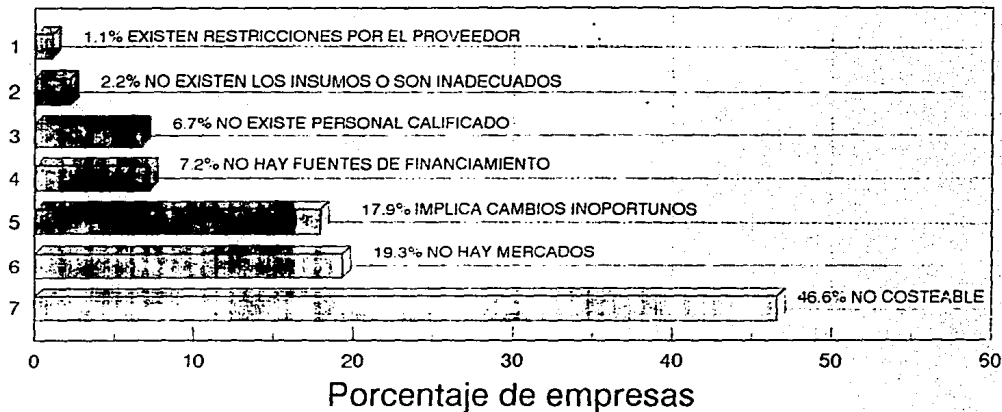 1 1.1% EXISTEN RESTRICCIONES POR EL PROVEEDOR
2 2.2% NO EXISTEN LOS INSUMOS O SON INADECUADOS
3 6.7% NO EXISTE PERSONAL CALIFICADO
4 7.2% NO HAY FUENTES DE FINANCIAMIENTO
5 17.9% IMPLICA CAMBIOS INOPORTUNOS
6 19.3% NO HAY MERCADOS
7 46.6% NO COSTEABLE
0 10 20 30 40 50 60
Porcentaje de empresas